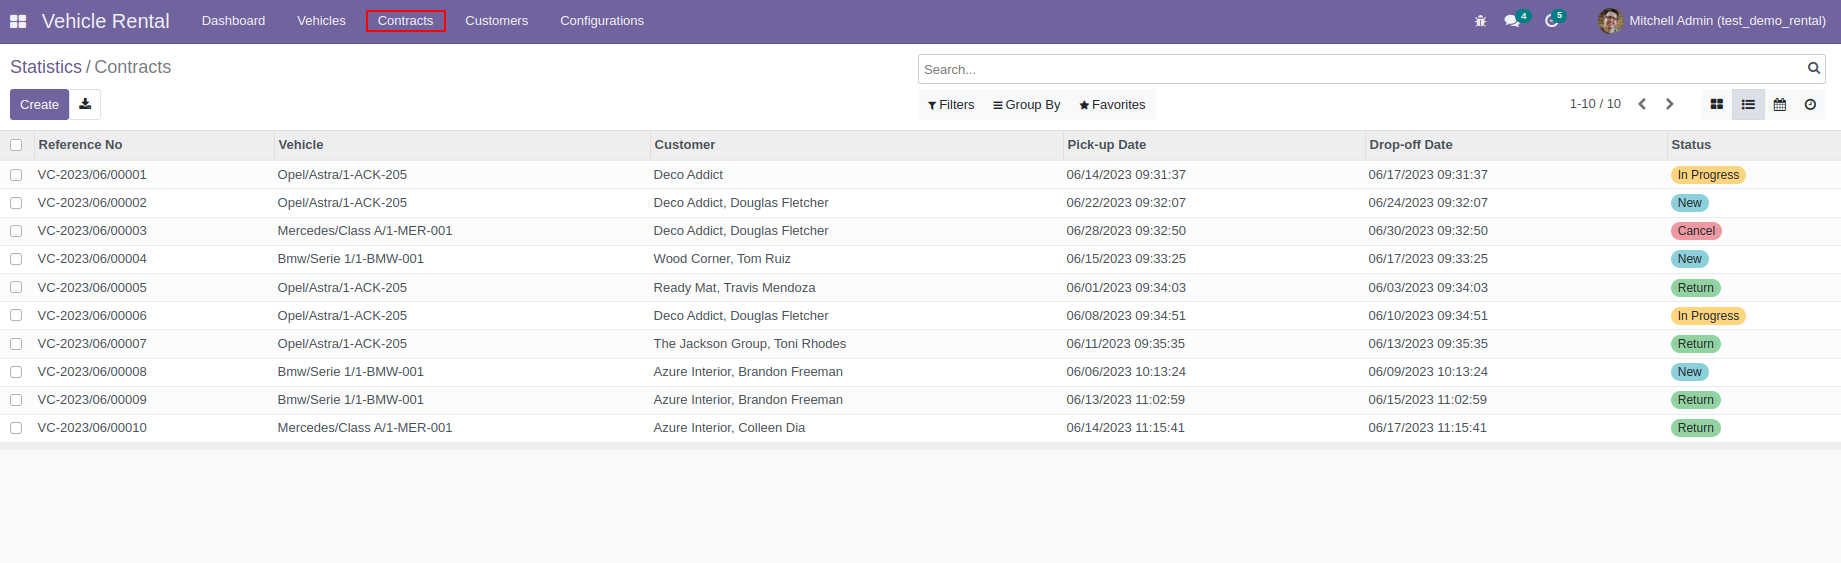 Vehicle Rental Dashboard Vehicles Contracts Customers Configurations 4 5 Mitchell Admin (test_demo_rental)
Statistics / Contracts
Search...
Create Filters Group By Favorites 1-10 / 10
Reference No Vehicle Customer Pick-up Date Drop-off Date Status
VC-2023/06/00001 Opel/Astra/1-ACK-205 Deco Addict 06/14/2023 09:31:37 06/17/2023 09:31:37 In Progress
VC-2023/06/00002 Opel/Astra/1-ACK-205 Deco Addict, Douglas Fletcher 06/22/2023 09:32:07 06/24/2023 09:32:07 New
VC-2023/06/00003 Mercedes/Class A/1-MER-001 Deco Addict, Douglas Fletcher 06/28/2023 09:32:50 06/30/2023 09:32:50 Cancel
VC-2023/06/00004 Bmw/Serie 1/1-BMW-001 Wood Corner, Tom Ruiz 06/15/2023 09:33:25 06/17/2023 09:33:25 New
VC-2023/06/00005 Opel/Astra/1-ACK-205 Ready Mat, Travis Mendoza 06/01/2023 09:34:03 06/03/2023 09:34:03 Return
VC-2023/06/00006 Opel/Astra/1-ACK-205 Deco Addict, Douglas Fletcher 06/08/2023 09:34:51 06/10/2023 09:34:51 In Progress
VC-2023/06/00007 Opel/Astra/1-ACK-205 The Jackson Group, Toni Rhodes 06/11/2023 09:35:35 06/13/2023 09:35:35 Return
VC-2023/06/00008 Bmw/Serie 1/1-BMW-001 Azure Interior, Brandon Freeman 06/06/2023 10:13:24 06/09/2023 10:13:24 New
VC-2023/06/00009 Bmw/Serie 1/1-BMW-001 Azure Interior, Brandon Freeman 06/13/2023 11:02:59 06/15/2023 11:02:59 Return
VC-2023/06/00010 Mercedes/Class A/1-MER-001 Azure Interior, Colleen Dia 06/14/2023 11:15:41 06/17/2023 11:15:41 Return